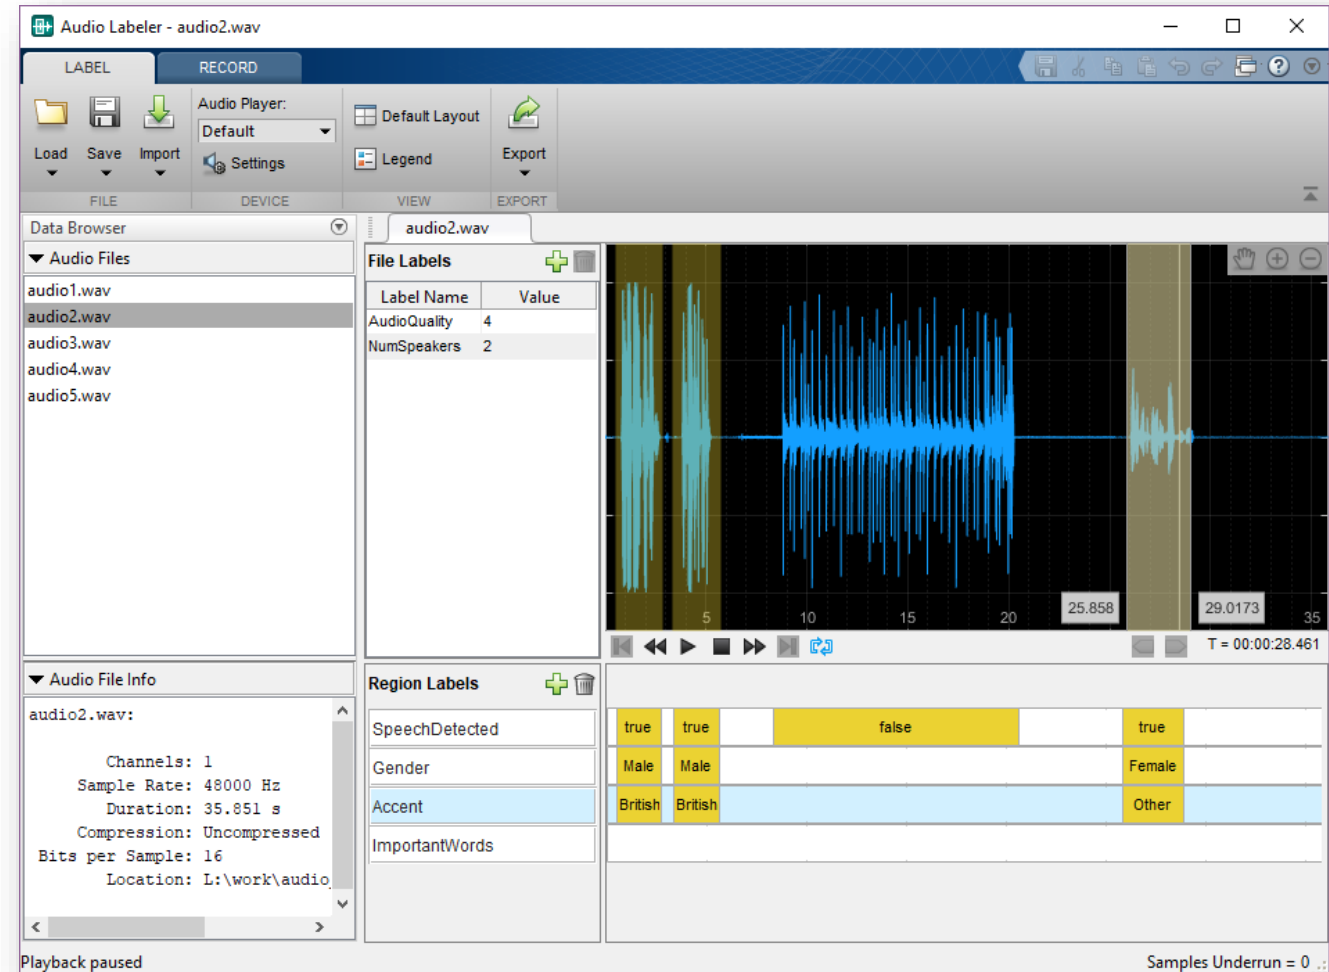 Audio Labeler - audio2.wav
LABEL RECORD
Load Save Import
Audio Player:
Default
Settings
Default Layout
Legend
Export
FILE DEVICE VIEW EXPORT
Data Browser
Audio Files
audio1.wav
audio2.wav
audio3.wav
audio4.wav
audio5.wav
audio2.wav
File Labels
Label Name Value
AudioQuality 4
NumSpeakers 2
5 10 15 20 25.858 29.0173 35
T = 00:00:28.461
Audio File Info
audio2.wav:
Channels: 1
Sample Rate: 48000 Hz
Duration: 35.851 s
Compression: Uncompressed
Bits per Sample: 16
Location: L:\work\audio_
Region Labels
SpeechDetected true true false true
Gender Male Male Female
Accent British British Other
ImportantWords
Playback paused
Samples Underrun = 0